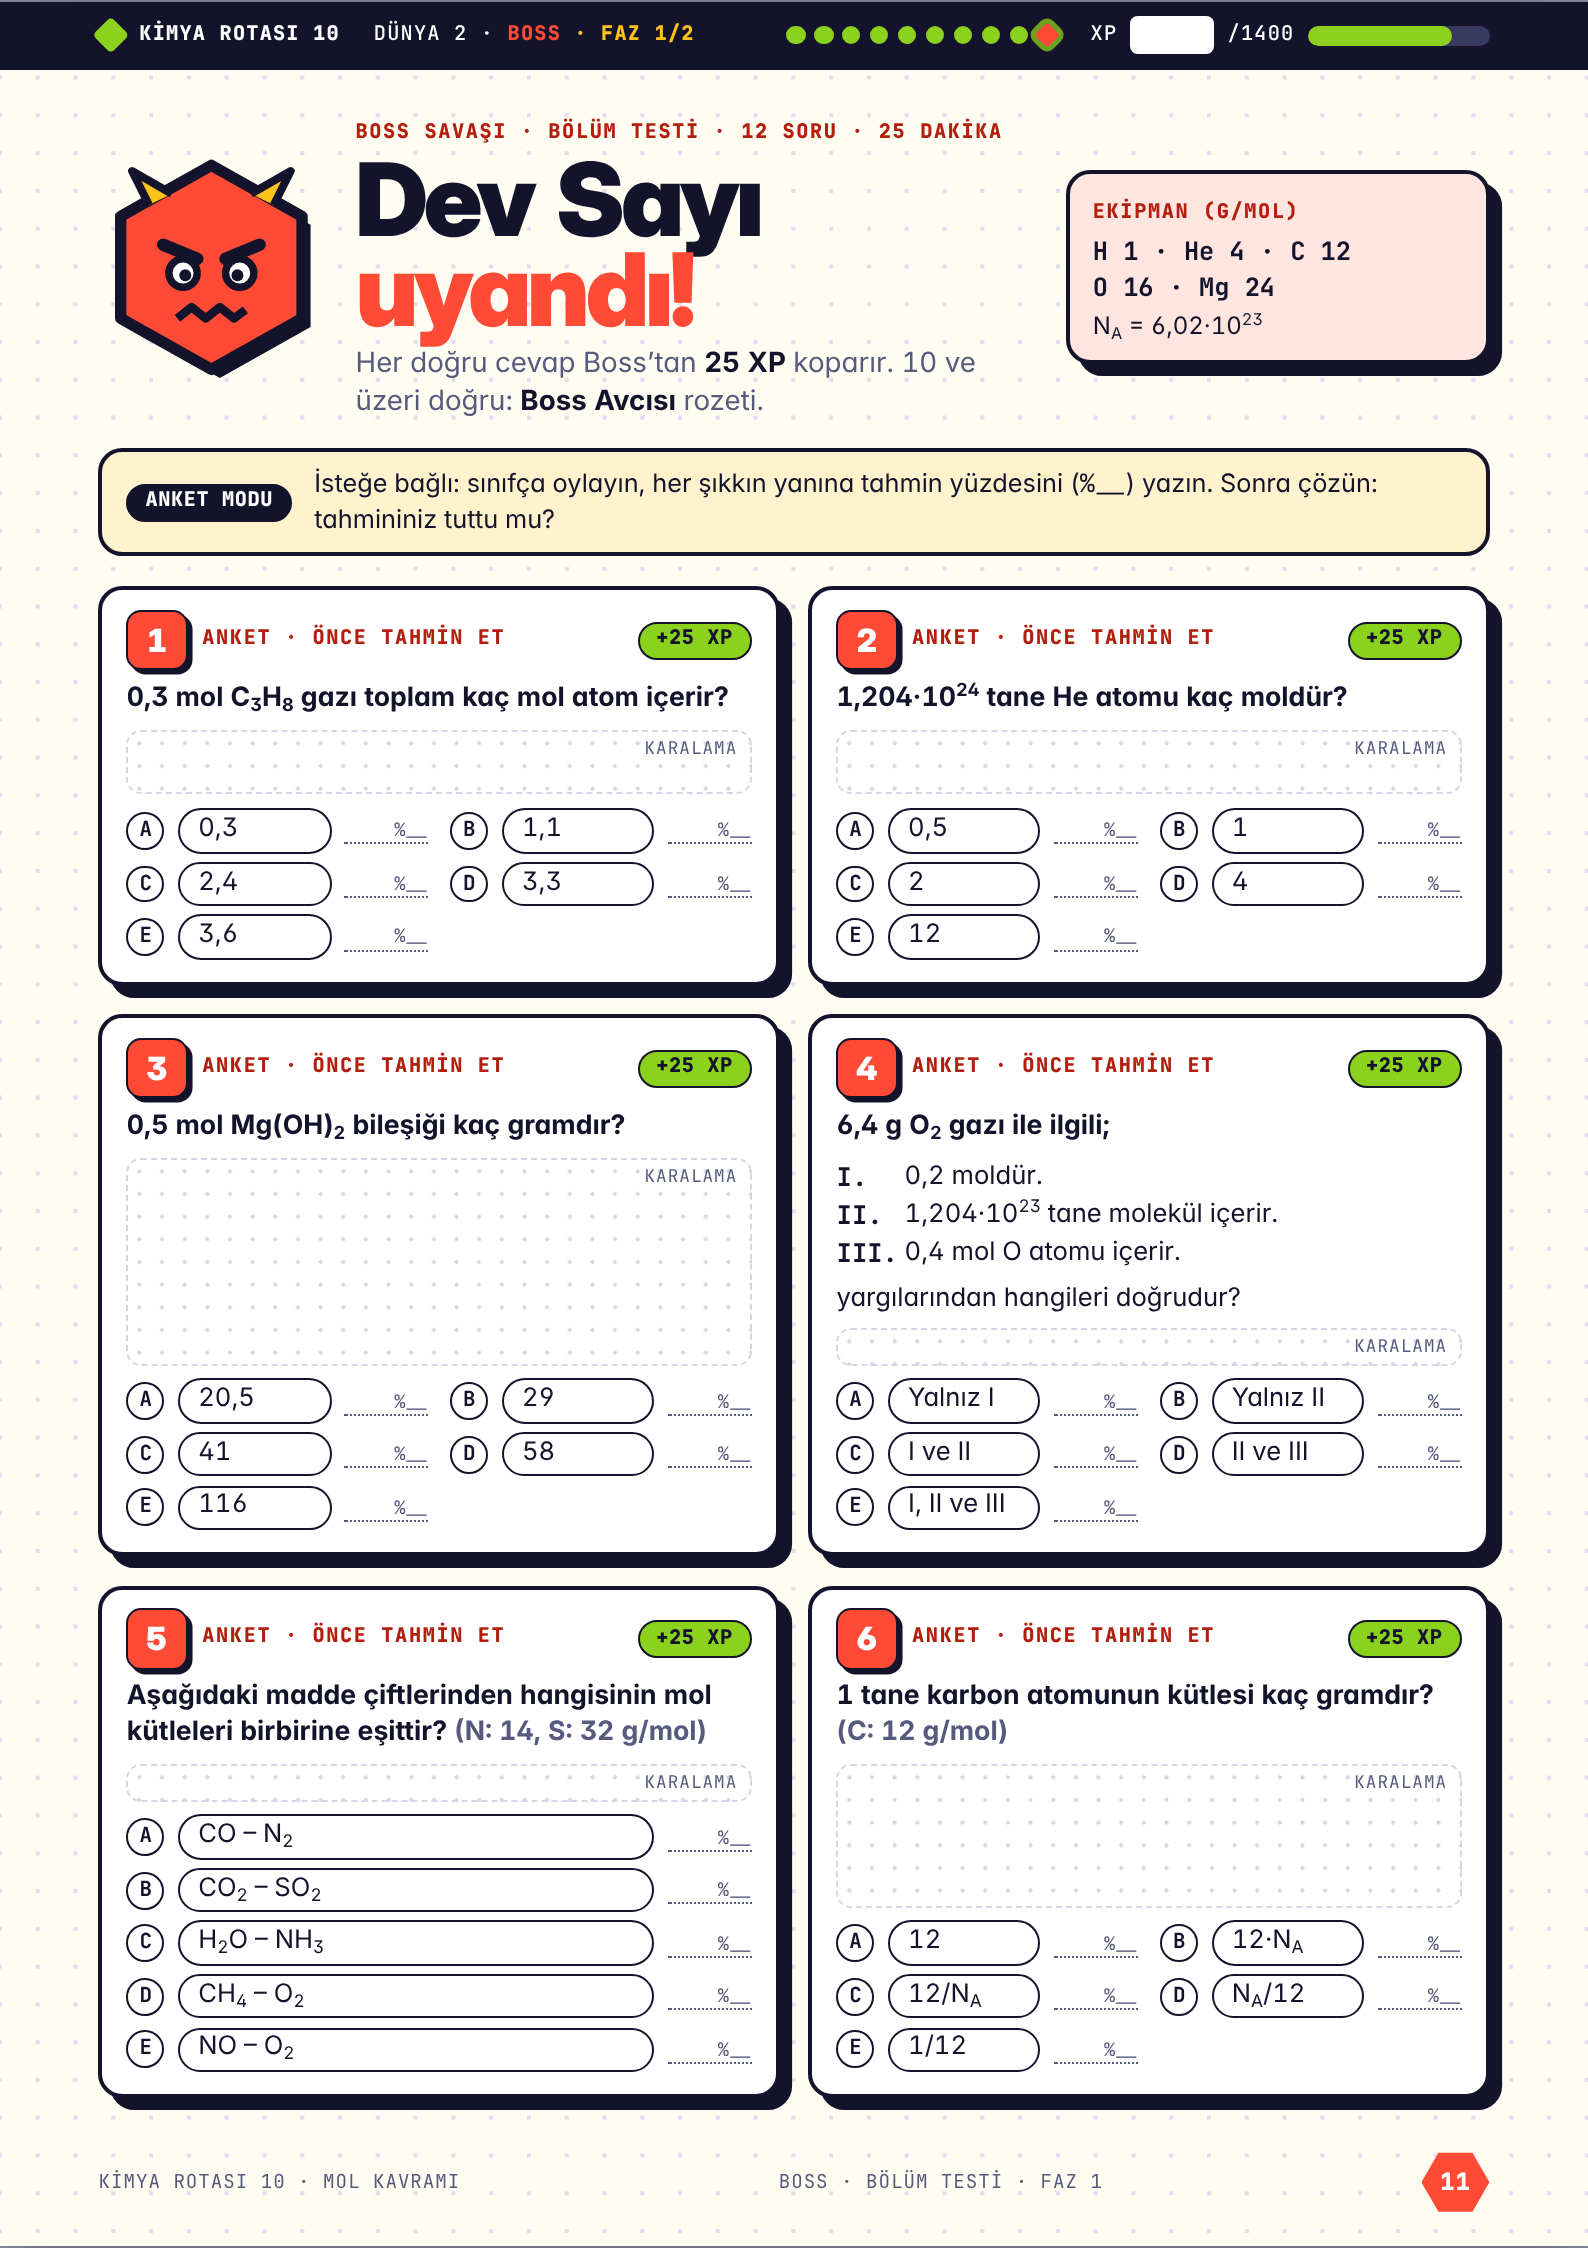 KİMYA ROTASI 10 DÜNYA 2 · BOSS · FAZ 1/2 XP /1400
BOSS SAVAŞI · BÖLÜM TESTİ · 12 SORU · 25 DAKİKA
Dev Sayı
uyandı!
Her doğru cevap Boss’tan 25 XP koparır. 10 ve
üzeri doğru: Boss Avcısı rozeti.
EKİPMAN (G/MOL)
H 1 · He 4 · C 12
O 16 · Mg 24
N_A = 6,02·10²³
ANKET MODU
İsteğe bağlı: sınıfça oylayın, her şıkkın yanına tahmin yüzdesini (%__) yazın. Sonra çözün:
tahmininiz tuttu mu?
1 ANKET · ÖNCE TAHMİN ET +25 XP
0,3 mol C₃H₈ gazı toplam kaç mol atom içerir?
KARALAMA
A 0,3 %__ B 1,1 %__
C 2,4 %__ D 3,3 %__
E 3,6 %__
2 ANKET · ÖNCE TAHMİN ET +25 XP
1,204·10²⁴ tane He atomu kaç moldür?
KARALAMA
A 0,5 %__ B 1 %__
C 2 %__ D 4 %__
E 12 %__
3 ANKET · ÖNCE TAHMİN ET +25 XP
0,5 mol Mg(OH)₂ bileşiği kaç gramdır?
KARALAMA
A 20,5 %__ B 29 %__
C 41 %__ D 58 %__
E 116 %__
4 ANKET · ÖNCE TAHMİN ET +25 XP
6,4 g O₂ gazı ile ilgili;
I. 0,2 moldür.
II. 1,204·10²³ tane molekül içerir.
III. 0,4 mol O atomu içerir.
yargılarından hangileri doğrudur?
KARALAMA
A Yalnız I %__ B Yalnız II %__
C I ve II %__ D II ve III %__
E I, II ve III %__
5 ANKET · ÖNCE TAHMİN ET +25 XP
Aşağıdaki madde çiftlerinden hangisinin mol
kütleleri birbirine eşittir? (N: 14, S: 32 g/mol)
KARALAMA
A CO – N₂ %__
B CO₂ – SO₂ %__
C H₂O – NH₃ %__
D CH₄ – O₂ %__
E NO – O₂ %__
6 ANKET · ÖNCE TAHMİN ET +25 XP
1 tane karbon atomunun kütlesi kaç gramdır?
(C: 12 g/mol)
KARALAMA
A 12 %__ B 12·N_A %__
C 12/N_A %__ D N_A/12 %__
E 1/12 %__
KİMYA ROTASI 10 · MOL KAVRAMI BOSS · BÖLÜM TESTİ · FAZ 1 11